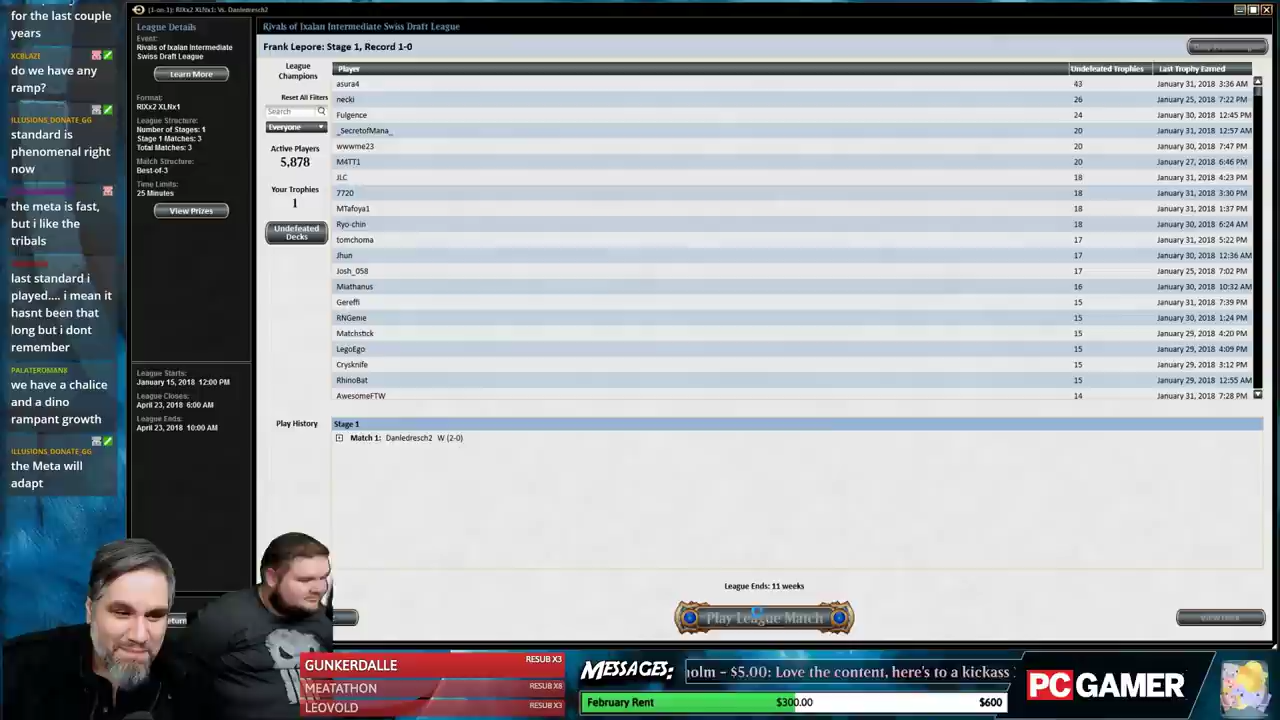 for the last couple
years
XCBLAZE
do we have any
ramp?
ILLUSIONS_DONATE_GG
standard is
phenomenal right
now
the meta is fast,
but i like the
tribals
last standard i
played.... i mean it
hasnt been that
long but i dont
remember
PALATEROMAN8
we have a chalice
and a dino
rampant growth
ILLUSIONS_DONATE_GG
the Meta will
adapt
(1-on-1): RIXx2 XLNx1: Vs. Danledresch2
League Details
Event:
Rivals of Ixalan Intermediate
Swiss Draft League
Learn More
Format:
RIXx2 XLNx1
League Structure:
Number of Stages: 1
Stage 1 Matches: 3
Total Matches: 3
Match Structure:
Best-of-3
Time Limits:
25 Minutes
View Prizes
League Starts:
January 15, 2018 12:00 PM
League Closes:
April 23, 2018 6:00 AM
League Ends:
April 23, 2018 10:00 AM
Rivals of Ixalan Intermediate Swiss Draft League
Frank Lepore: Stage 1, Record 1-0
League
Champions
Reset All Filters
Search
Everyone
Active Players
5,878
Your Trophies
1
Undefeated
Decks
Player Undefeated Trophies Last Trophy Earned
asura4 43 January 31, 2018 3:36 AM
necki 26 January 25, 2018 7:22 PM
Fulgence 24 January 30, 2018 12:45 PM
_SecretofMana_ 20 January 31, 2018 12:57 AM
wwwme23 20 January 30, 2018 7:47 PM
M4TT1 20 January 27, 2018 6:46 PM
JLC 18 January 31, 2018 4:23 PM
7720 18 January 31, 2018 3:30 PM
MTafoya1 18 January 31, 2018 1:37 PM
Ryo-chin 18 January 30, 2018 6:24 AM
tomchoma 17 January 31, 2018 5:22 PM
Jhun 17 January 30, 2018 12:36 AM
Josh_058 17 January 25, 2018 7:02 PM
Miathanus 16 January 30, 2018 10:32 AM
Gereffi 15 January 31, 2018 7:39 PM
RNGenie 15 January 30, 2018 1:24 PM
Matchstick 15 January 29, 2018 4:20 PM
LegoEgo 15 January 29, 2018 4:09 PM
Crysknife 15 January 29, 2018 3:12 PM
RhinoBat 15 January 29, 2018 12:55 AM
AwesomeFTW 14 January 31, 2018 7:28 PM
Play History
Stage 1
Match 1: Danledresch2 W (2-0)
League Ends: 11 weeks
Play League Match
eturn
GUNKERDALLE RESUB X3
MEATATHON RESUB X6
LEOVOLD RESUB X3
MESSAGES:
olm – $5.00: Love the content, here's to a kickass
February Rent $300.00 $600
PC GAMER